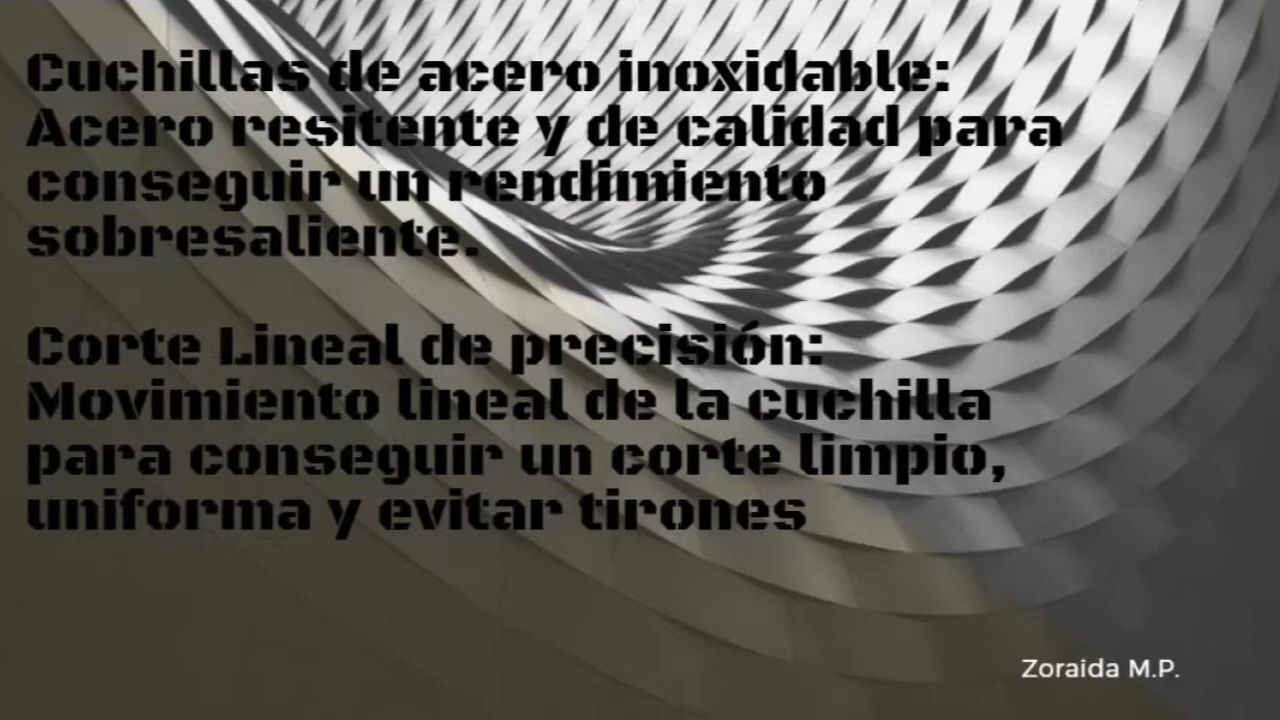 Cuchillas de acero inoxidable:
Acero resitente y de calidad para
conseguir un rendimiento
sobresaliente.
Corte Lineal de precisión:
Movimiento lineal de la cuchilla
para conseguir un corte limpio,
uniforma y evitar tirones
Zoraida M.P.